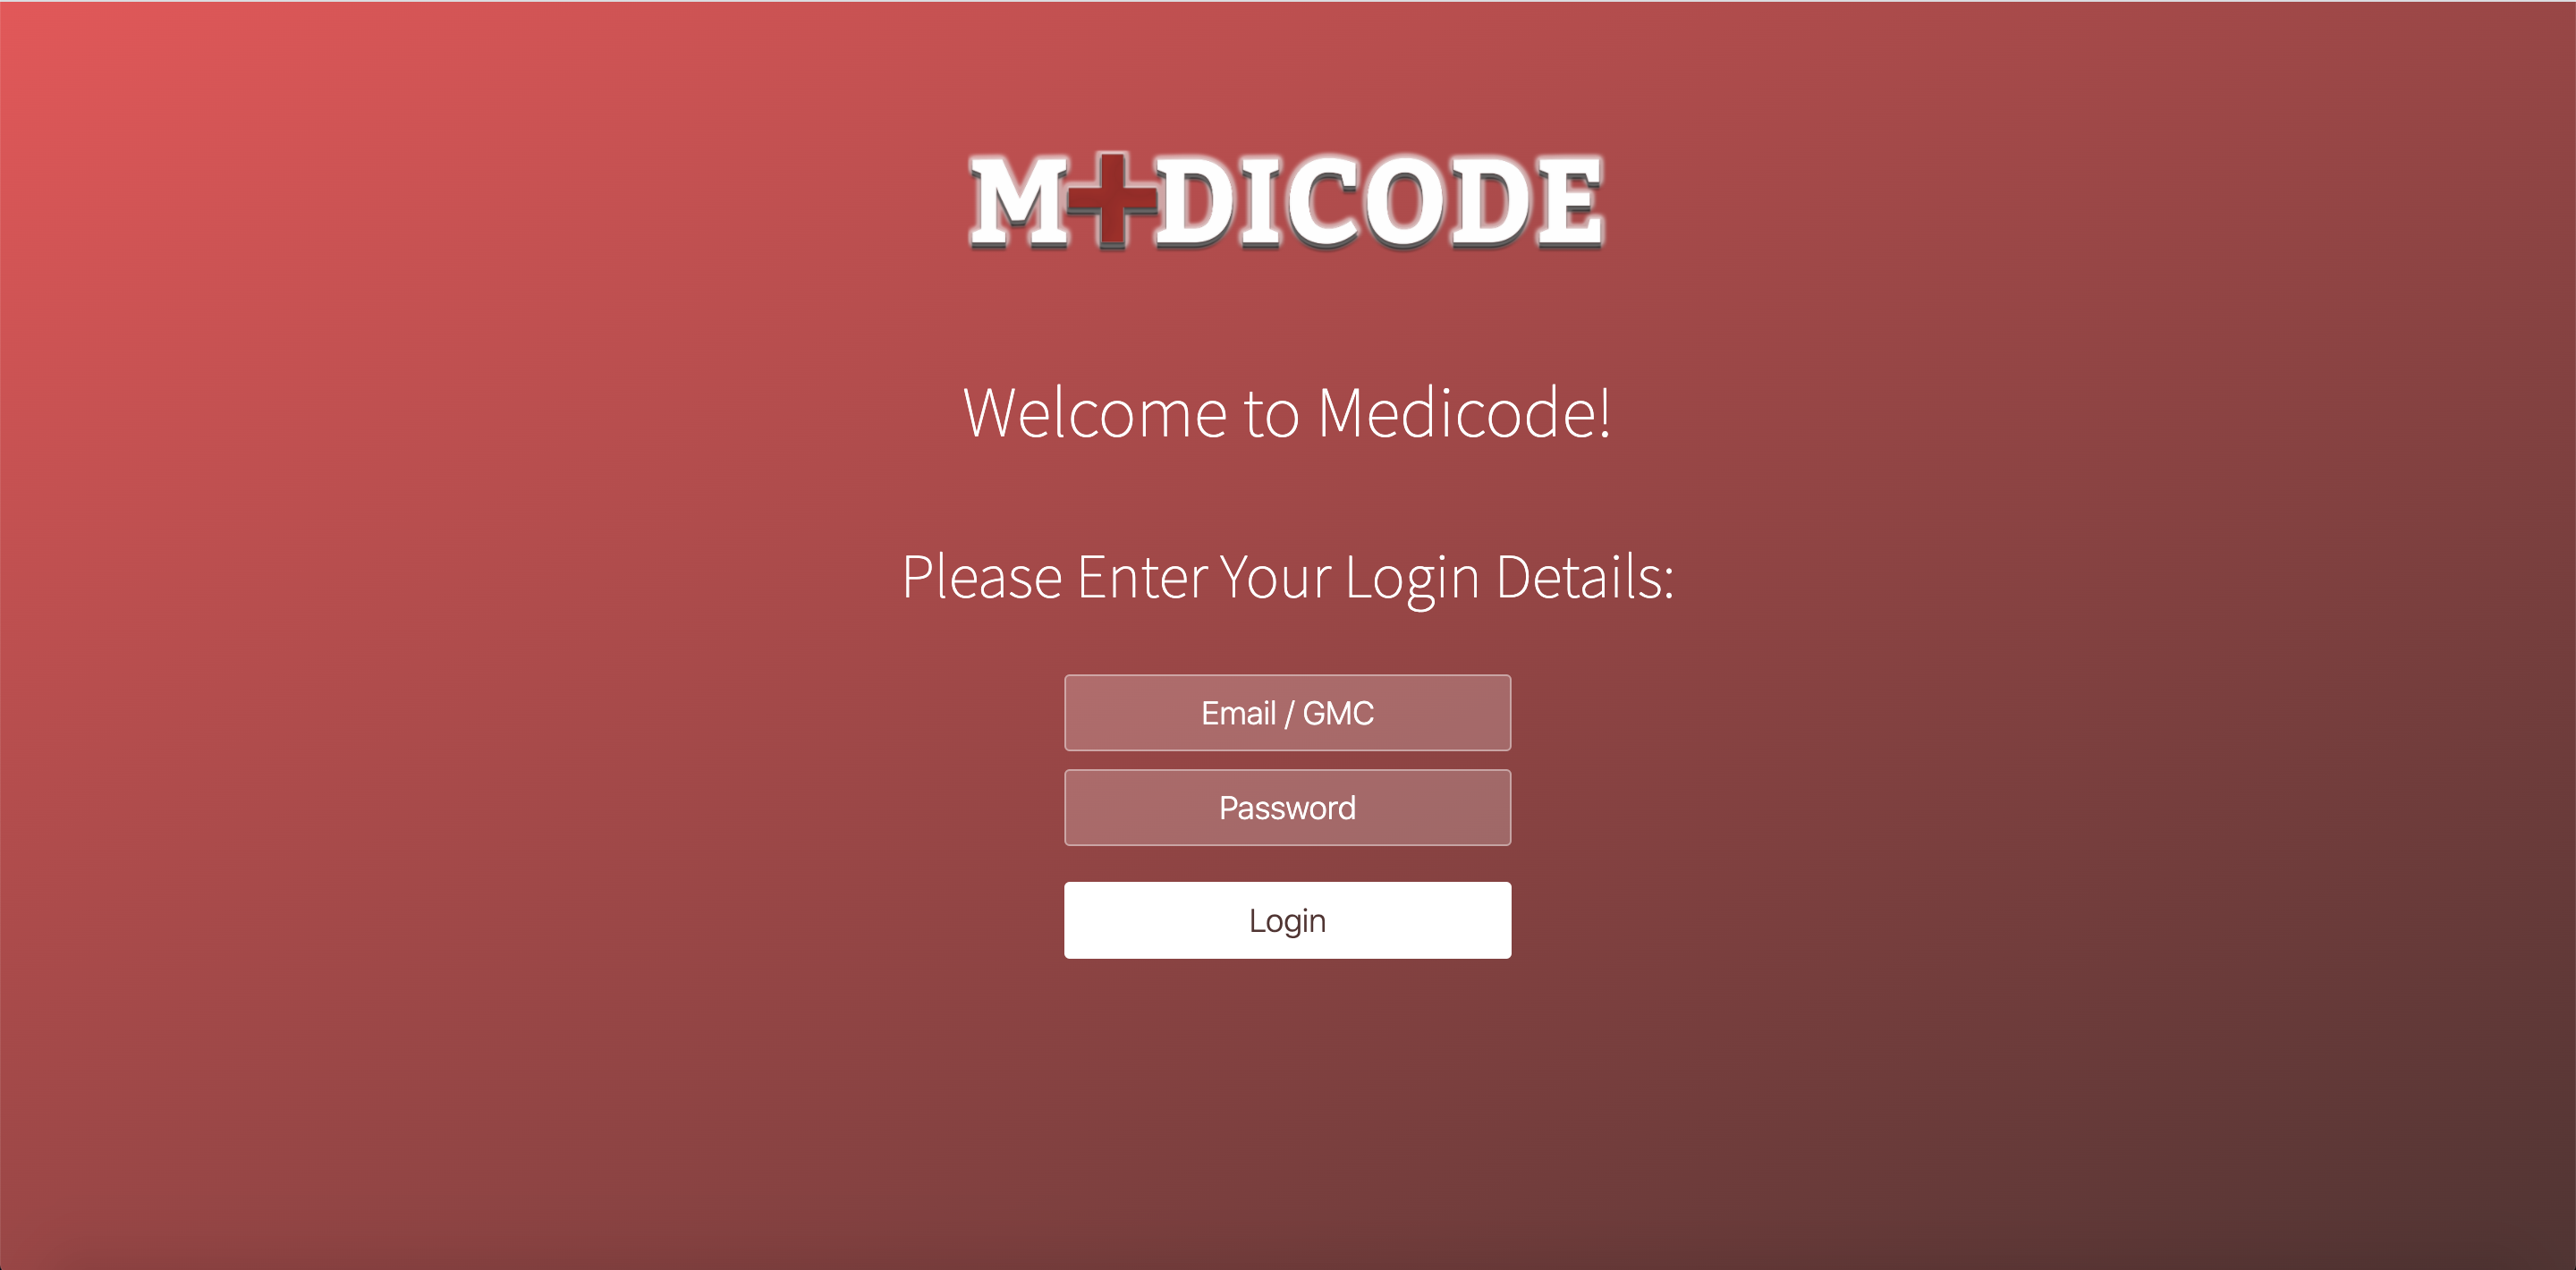 M+DICODE
Welcome to Medicode!
Please Enter Your Login Details:
Email / GMC
Password
Login